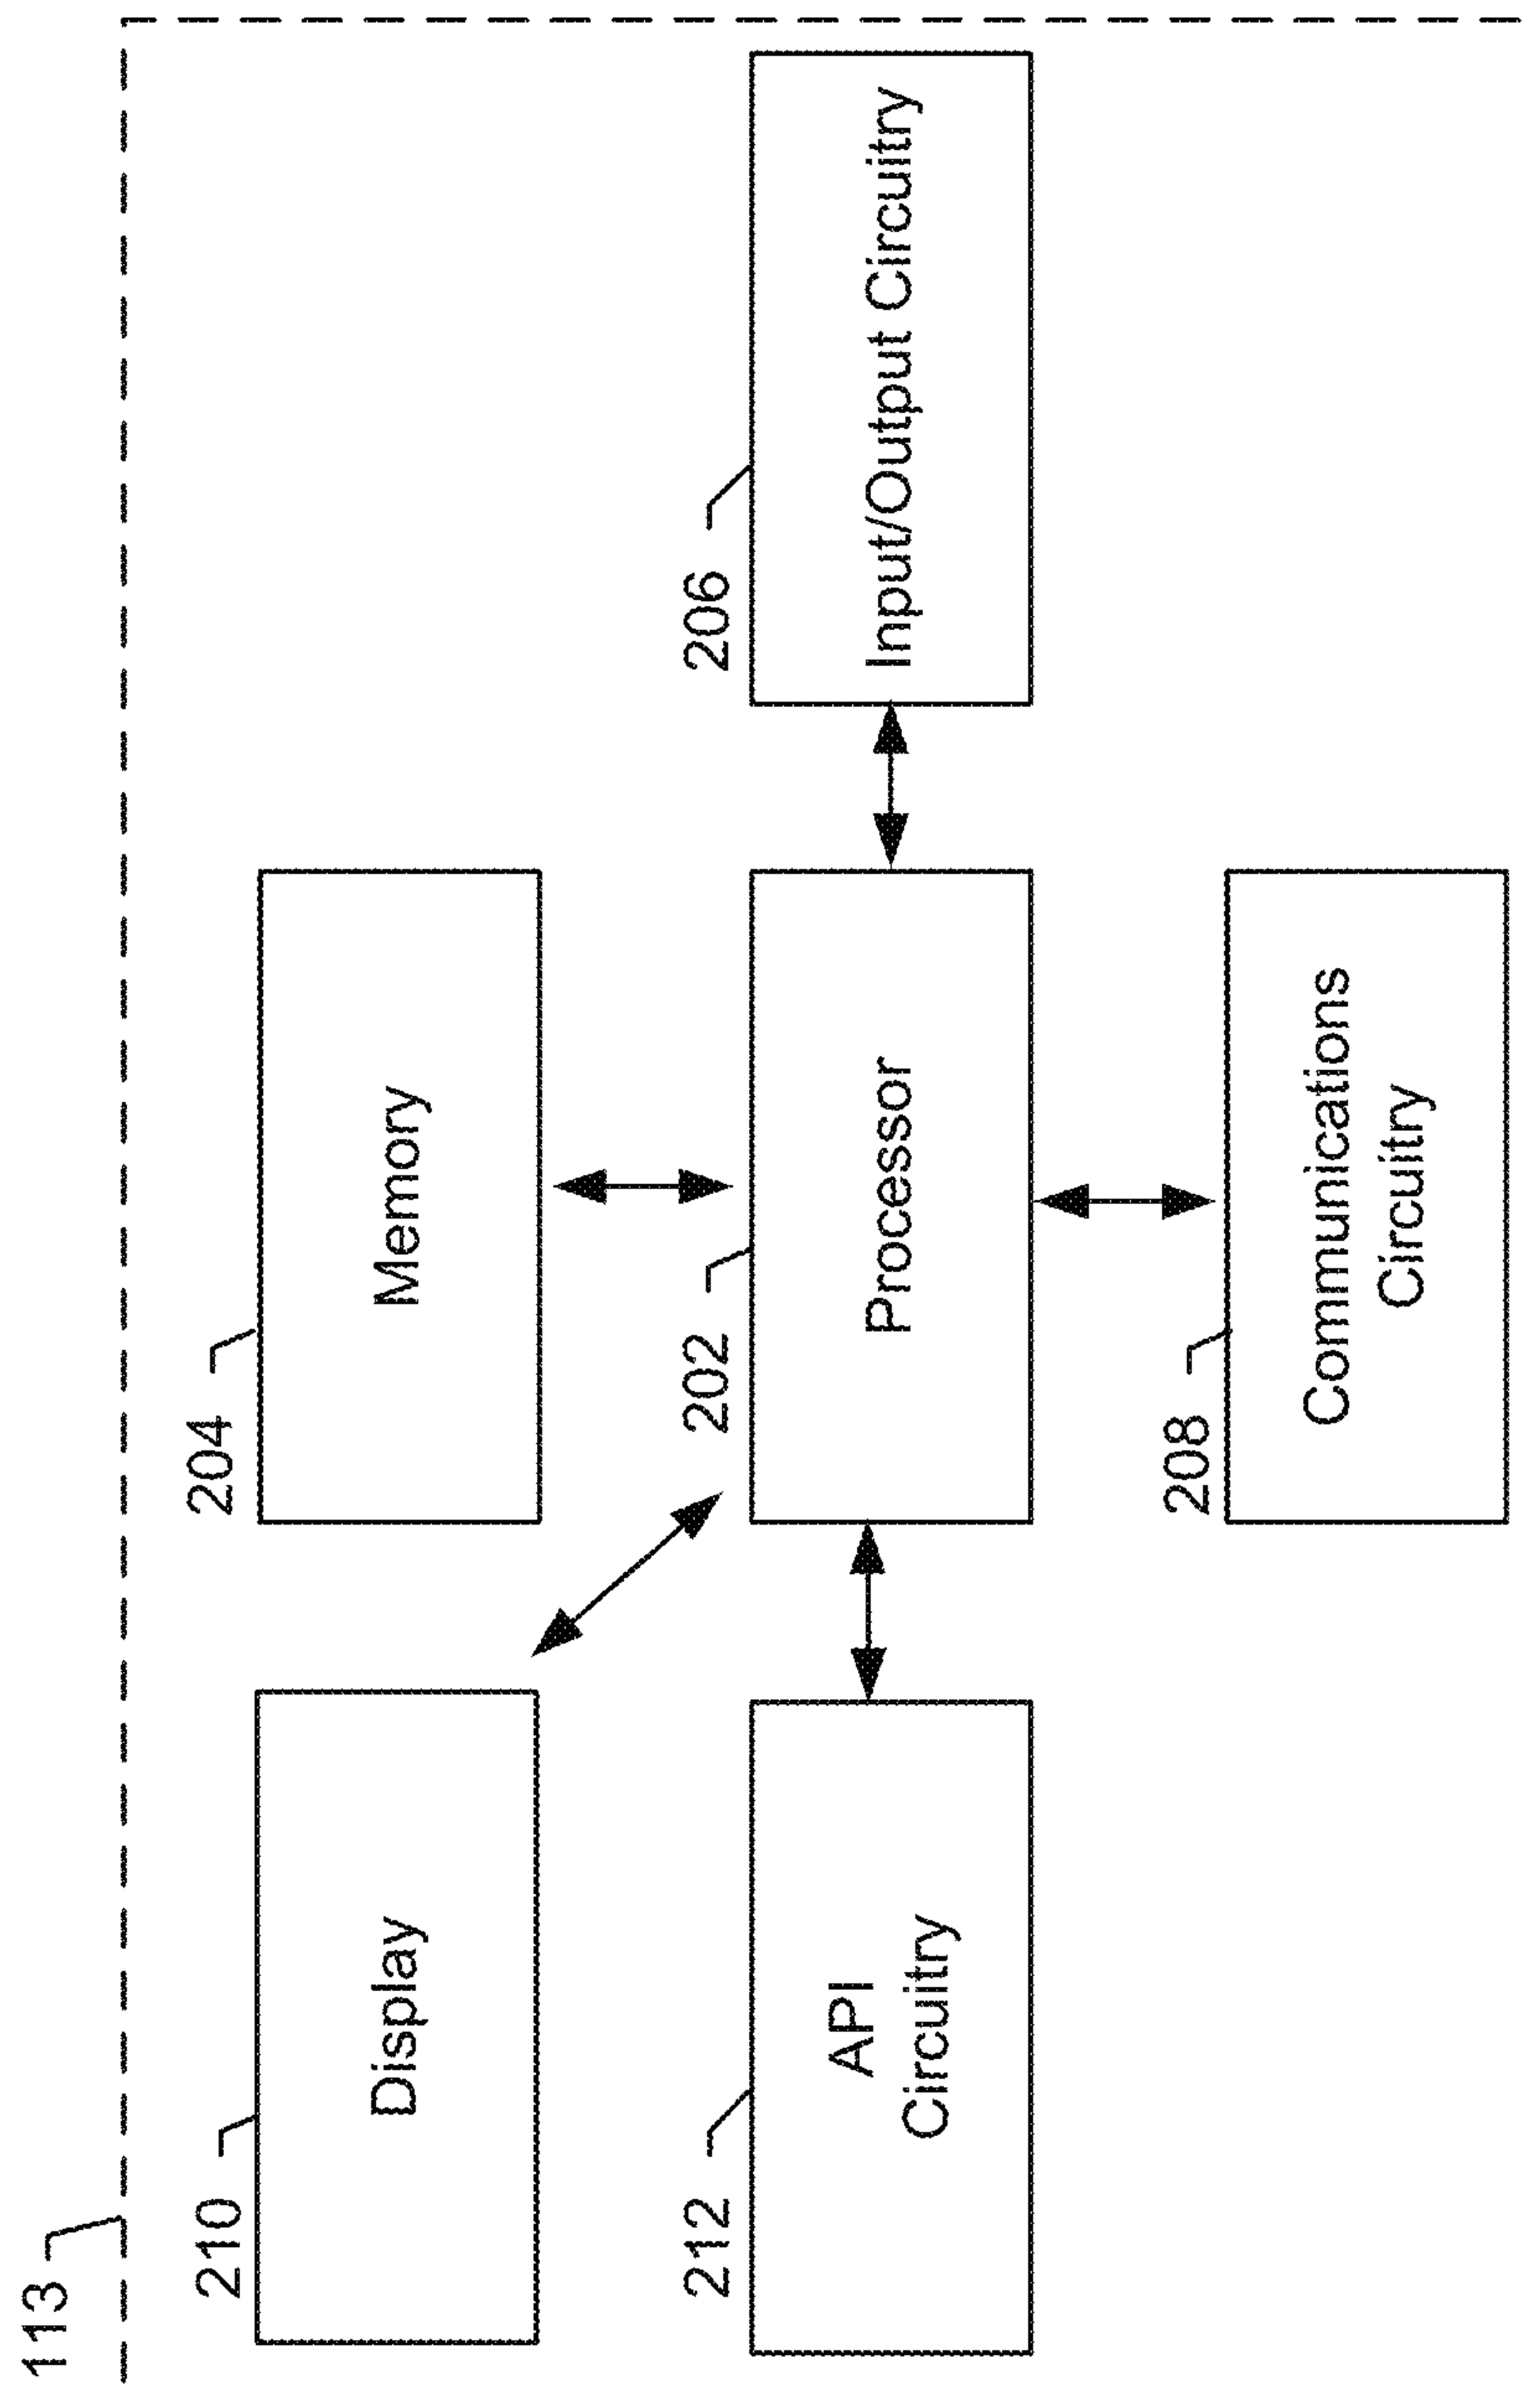 113
210
Display
204
Memory
212
API
Circuitry
202
Processor
206
Input/Output Circuitry
208
Communications
Circuitry